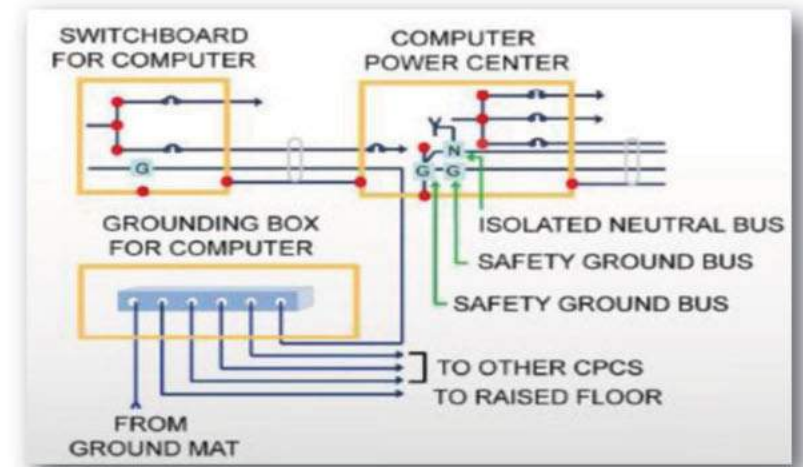 SWITCHBOARD
FOR COMPUTER
COMPUTER
POWER CENTER
G
N
G G
ISOLATED NEUTRAL BUS
SAFETY GROUND BUS
SAFETY GROUND BUS
GROUNDING BOX
FOR COMPUTER
TO OTHER CPCS
TO RAISED FLOOR
FROM
GROUND MAT